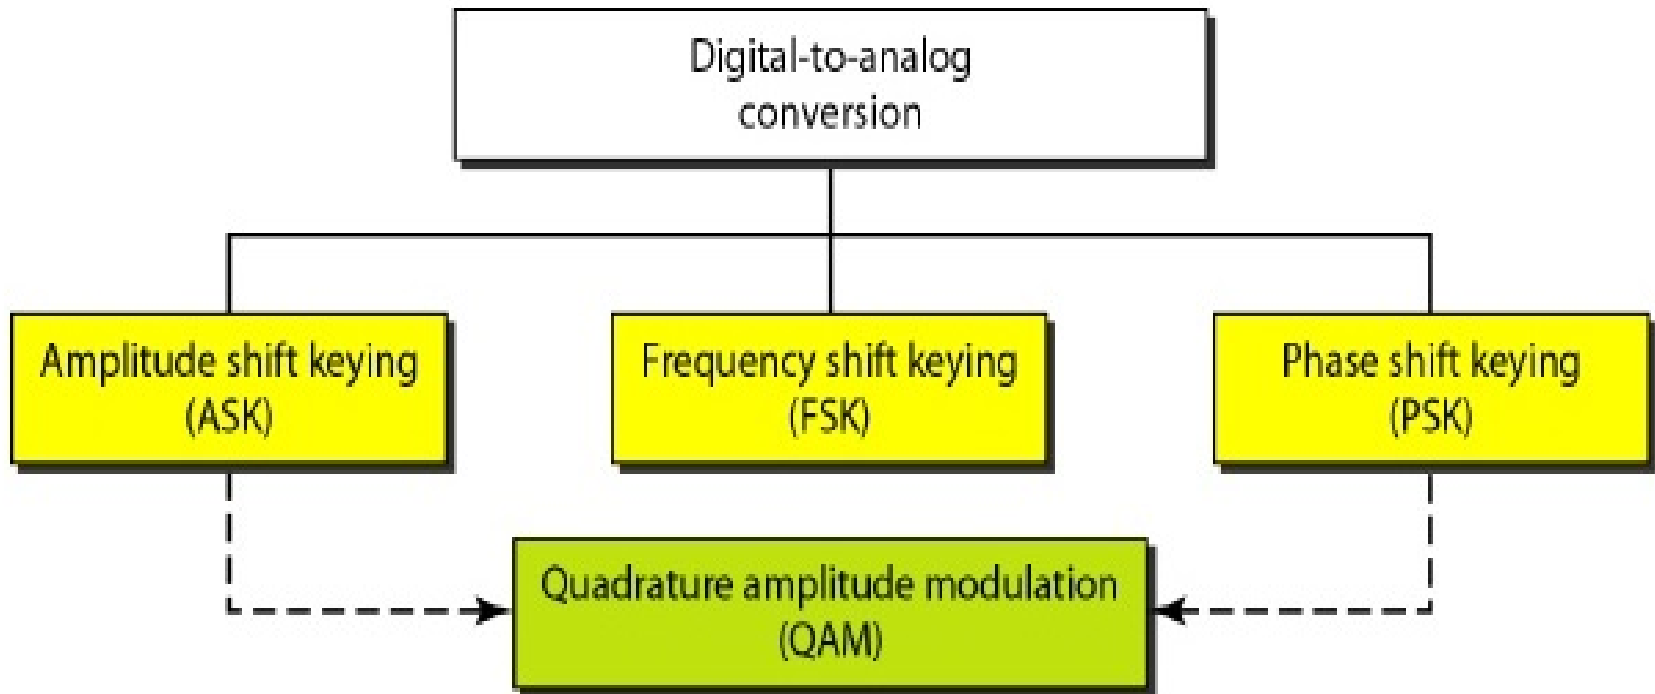 Digital-to-analog
conversion
Amplitude shift keying
(ASK)
Frequency shift keying
(FSK)
Phase shift keying
(PSK)
Quadrature amplitude modulation
(QAM)